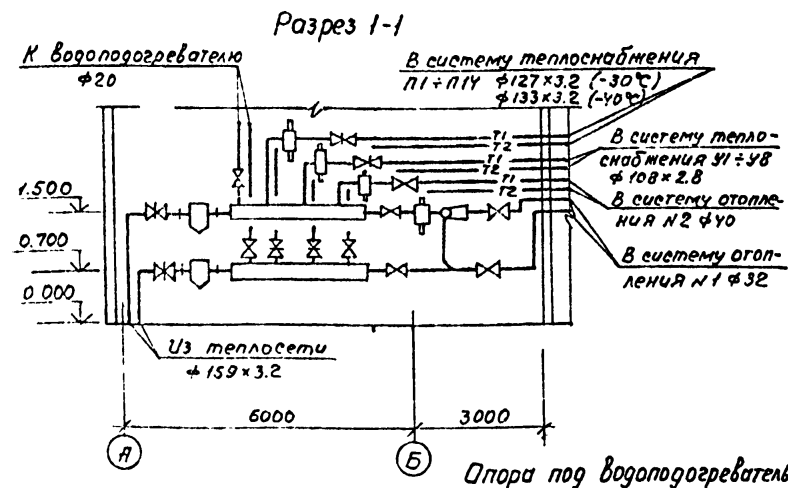 Разрез 1-1
К водоподогревателю
ф20
В систему теплоснабжения
П1÷П14 ф127×3.2 (-30°С)
ф133×3.2 (-40°С)
Т1
Т2
Т1
Т2
Т1
Т2
В систему тепло-
снабжения У1÷У8
ф108×2.8
В систему отопле-
ния N2 ф40
В систему отоп-
ления N1 ф32
1.500
0.700
0.000
Из теплосети
ф159×3.2
6000
3000
А
Б
Опора под водоподогреватель